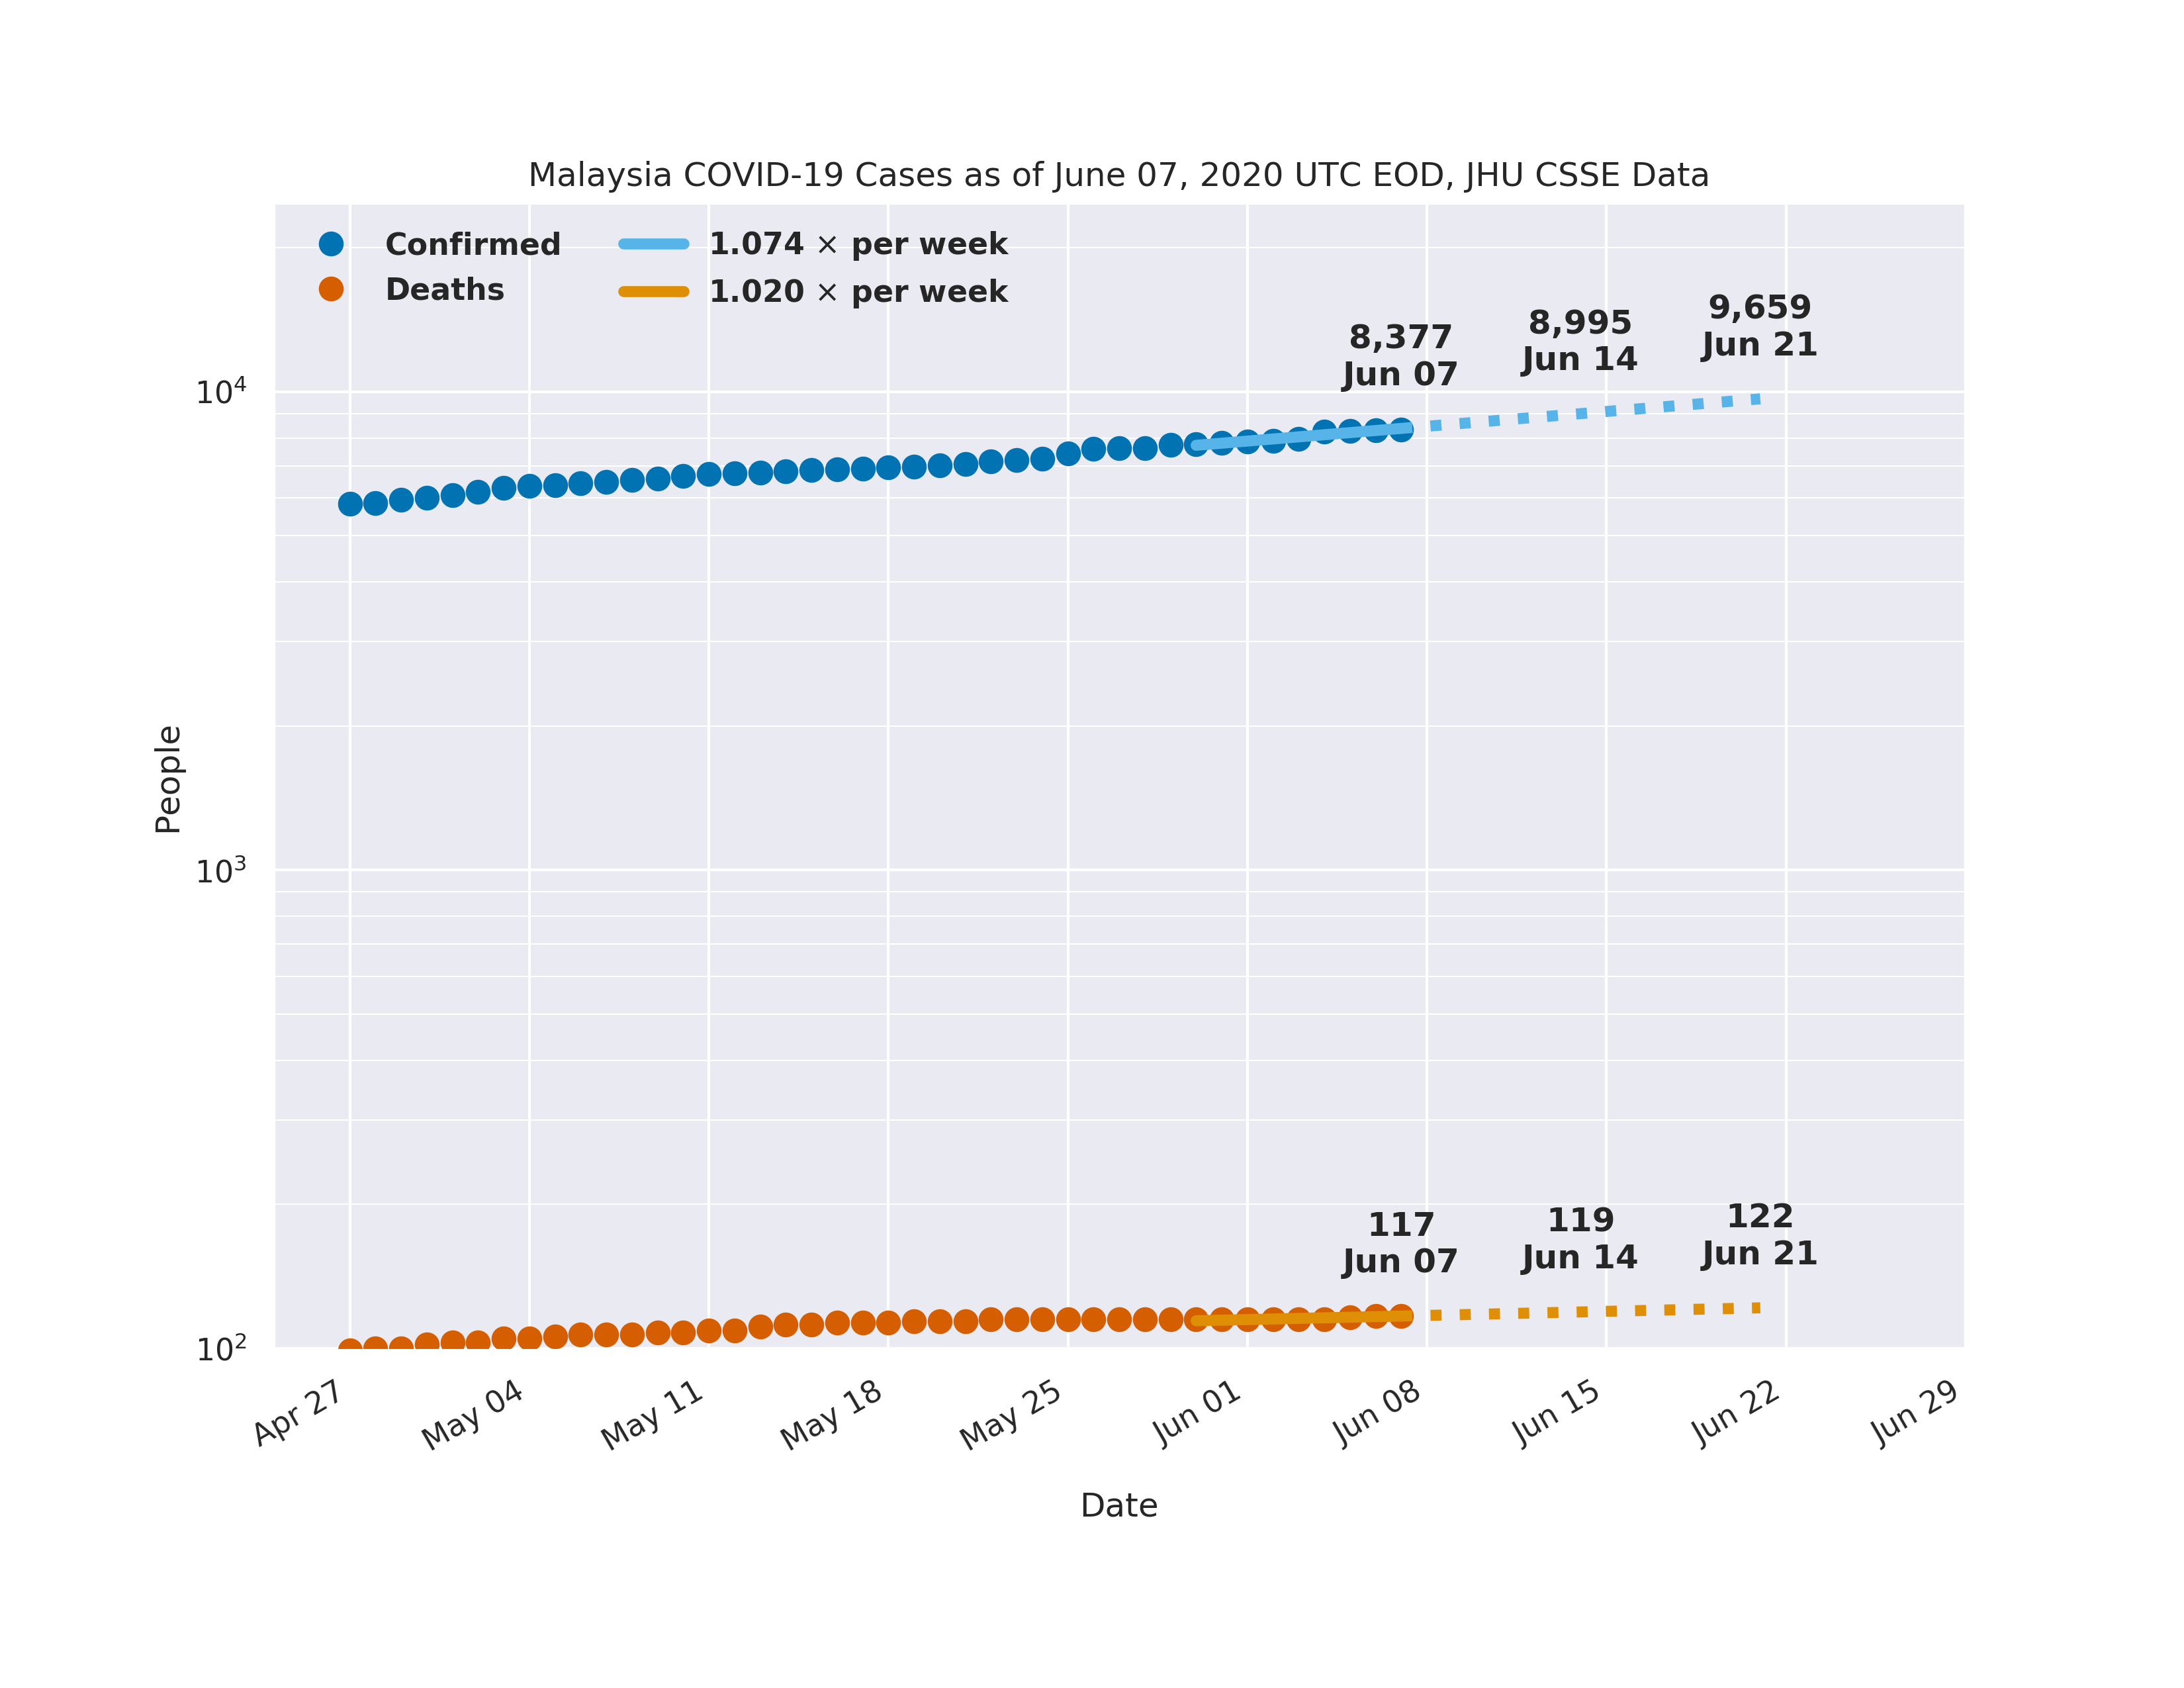 Malaysia COVID-19 Cases as of June 07, 2020 UTC EOD, JHU CSSE Data
Confirmed
Deaths
1.074 × per week
1.020 × per week
8,377
Jun 07
8,995
Jun 14
9,659
Jun 21
10⁴
People
10³
117
Jun 07
119
Jun 14
122
Jun 21
10²
Apr 27
May 04
May 11
May 18
May 25
Jun 01
Jun 08
Jun 15
Jun 22
Jun 29
Date